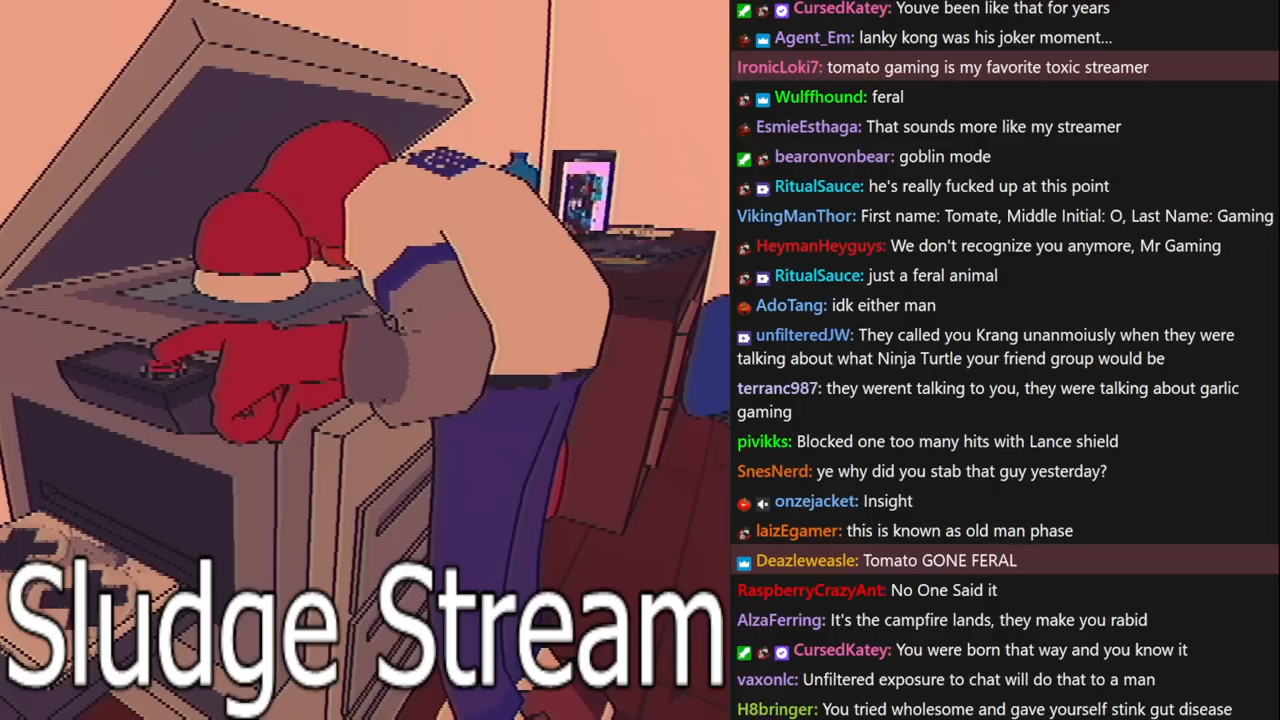 CursedKatey: Youve been like that for years
Agent_Em: lanky kong was his joker moment...
IronicLoki7: tomato gaming is my favorite toxic streamer
Wulffhound: feral
EsmieEsthaga: That sounds more like my streamer
bearonvonbear: goblin mode
RitualSauce: he's really fucked up at this point
VikingManThor: First name: Tomate, Middle Initial: O, Last Name: Gaming
HeymanHeyguys: We don't recognize you anymore, Mr Gaming
RitualSauce: just a feral animal
AdoTang: idk either man
unfilteredJW: They called you Krang unanmoiusly when they were
talking about what Ninja Turtle your friend group would be
terranc987: they werent talking to you, they were talking about garlic
gaming
pivikks: Blocked one too many hits with Lance shield
SnesNerd: ye why did you stab that guy yesterday?
onzejacket: Insight
laizEgamer: this is known as old man phase
Deazleweasle: Tomato GONE FERAL
RaspberryCrazyAnt: No One Said it
AlzaFerring: It's the campfire lands, they make you rabid
CursedKatey: You were born that way and you know it
vaxonlc: Unfiltered exposure to chat will do that to a man
H8bringer: You tried wholesome and gave yourself stink gut disease
Sludge Stream